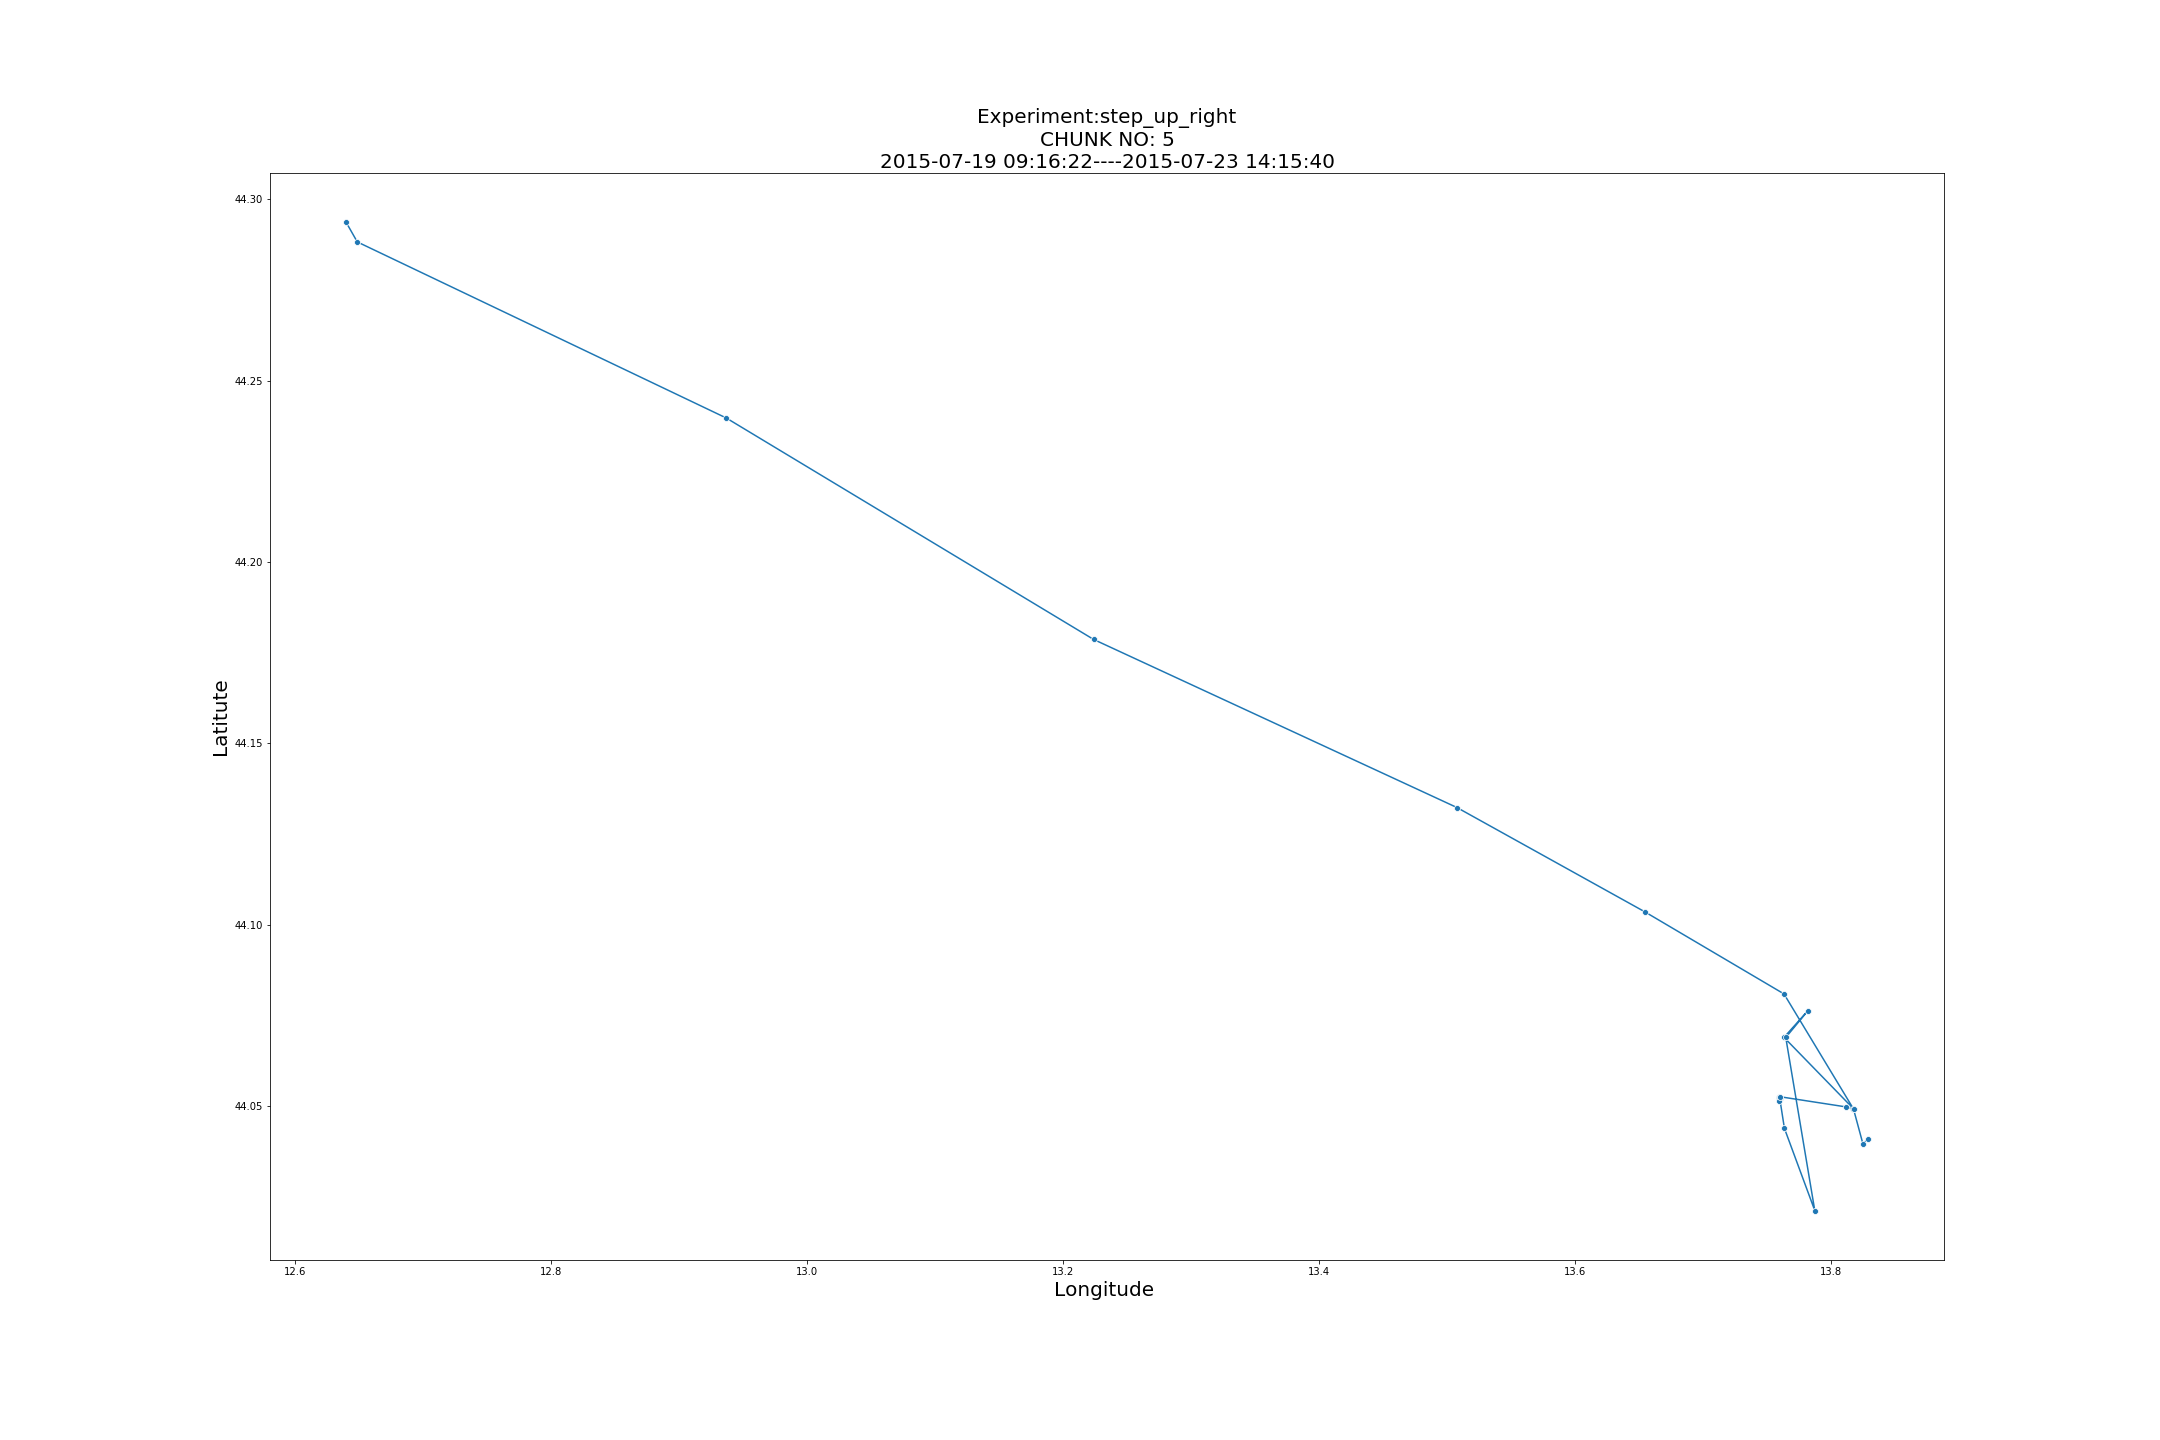 Experiment:step_up_right
CHUNK NO: 5
2015-07-19 09:16:22----2015-07-23 14:15:40
44.30
44.25
44.20
44.15
44.10
44.05
Latitute
12.6 12.8 13.0 13.2 13.4 13.6 13.8
Longitude